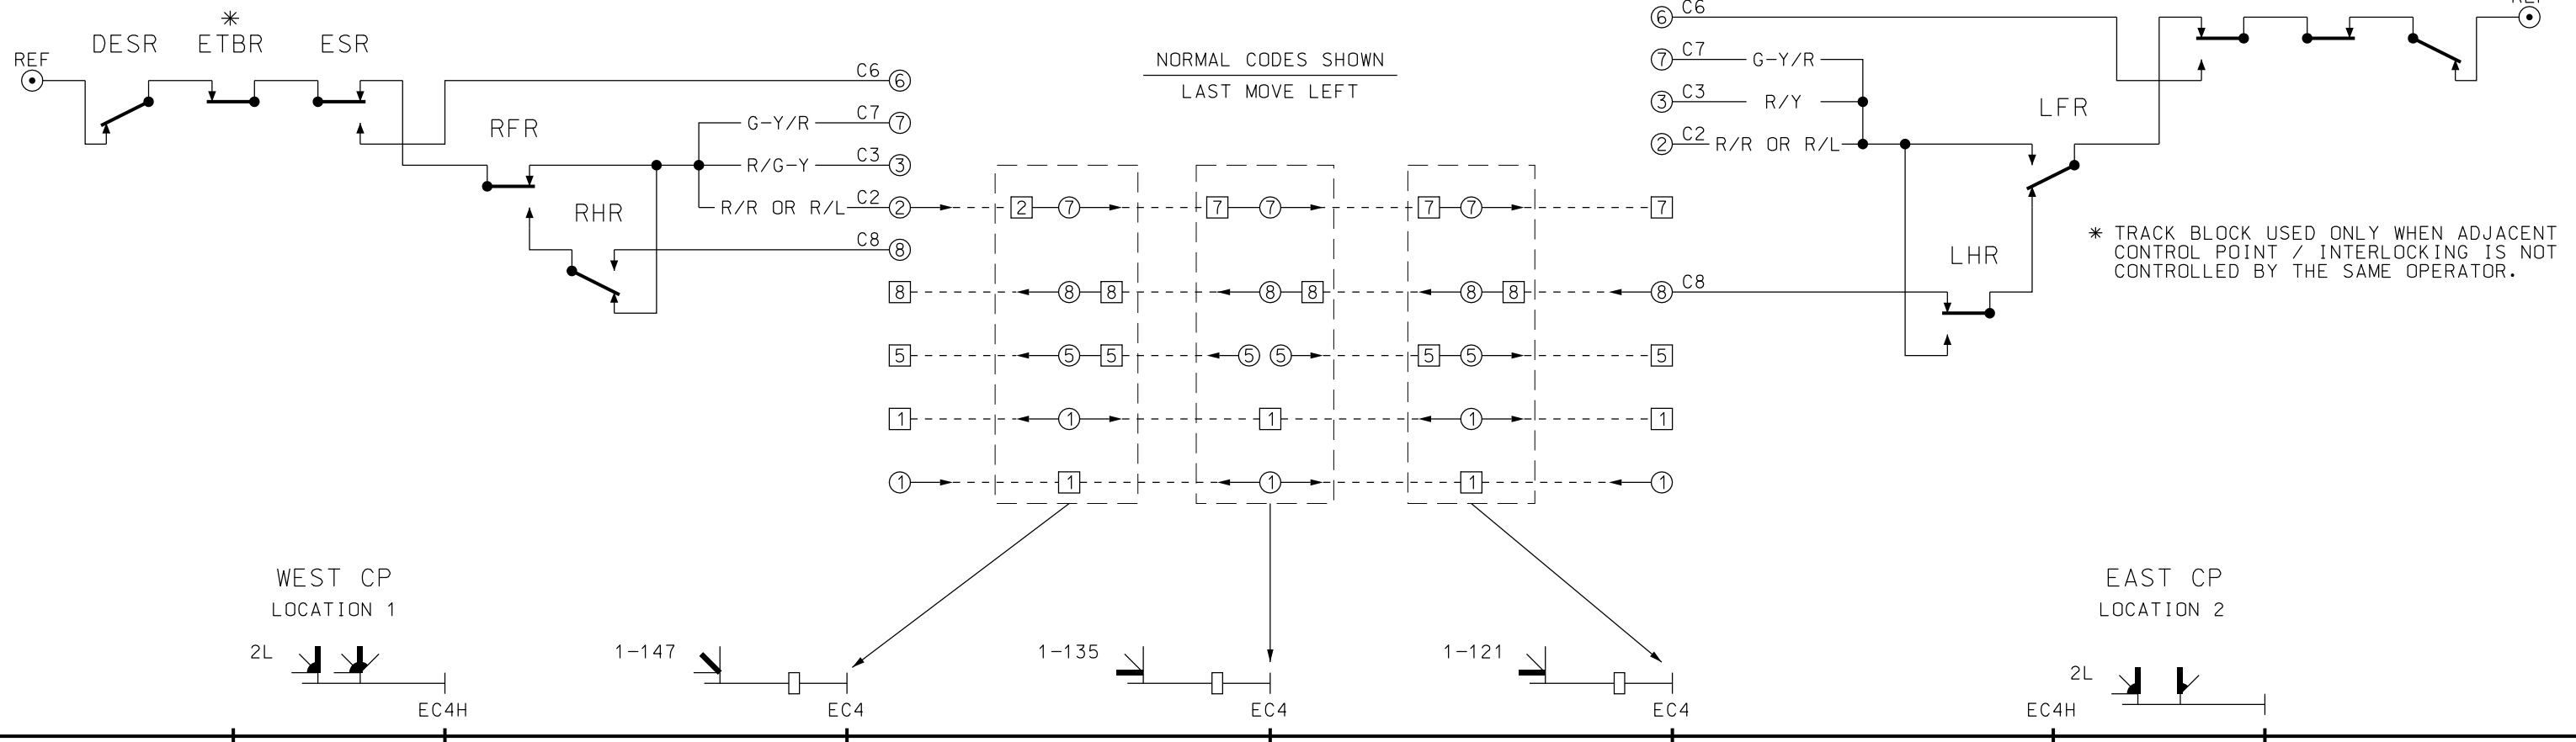 C6
⑥
REF
*
DESR ETBR ESR
REF
C6 ⑥
NORMAL CODES SHOWN
LAST MOVE LEFT
⑦ C7 G-Y/R
RFR
G-Y/R C7 ⑦
③ C3 R/Y
LFR
R/G-Y C3 ③
② C2 R/R OR R/L
RHR
R/R OR R/L C2 ② 2 ⑦ 7 ⑦ 7 ⑦ 7
C8 ⑧
* TRACK BLOCK USED ONLY WHEN ADJACENT
CONTROL POINT / INTERLOCKING IS NOT
CONTROLLED BY THE SAME OPERATOR.
LHR
8 ⑧ 8 ⑧ 8 ⑧ 8 ⑧ C8
5 ⑤ 5 ⑤ ⑤ 5 ⑤ 5
1 ① 1 ① 1
① 1 ① 1 ①
WEST CP
LOCATION 1
EAST CP
LOCATION 2
2L
1-147
1-135
1-121
2L
EC4H
EC4
EC4
EC4
EC4H